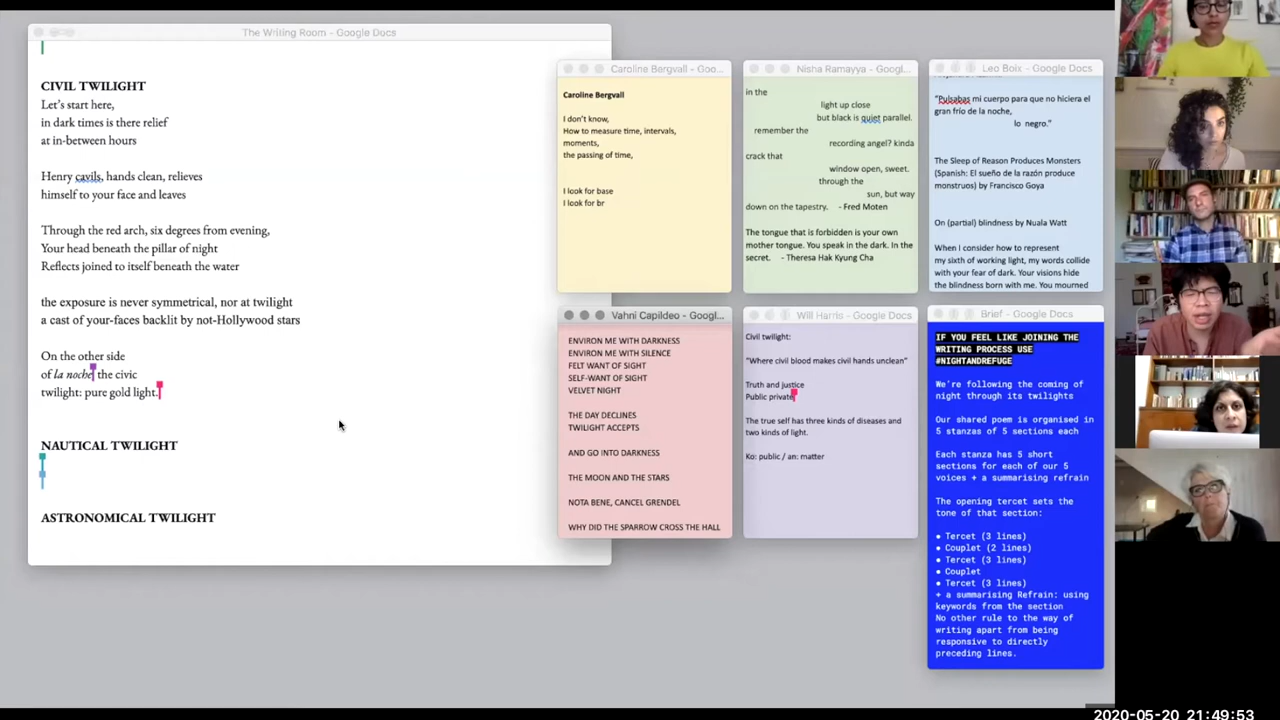 The Writing Room - Google Docs
CIVIL TWILIGHT
Let's start here,
in dark times is there relief
at in-between hours
Henry cavils, hands clean, relieves
himself to your face and leaves
Through the red arch, six degrees from evening,
Your head beneath the pillar of night
Reflects joined to itself beneath the water
the exposure is never symmetrical, nor at twilight
a cast of your-faces backlit by not-Hollywood stars
On the other side
of la noche the civic
twilight: pure gold light.
NAUTICAL TWILIGHT
ASTRONOMICAL TWILIGHT
Caroline Bergvall - Goo...
Caroline Bergvall
I don't know,
How to measure time, intervals,
moments,
the passing of time,
I look for base
I look for br
Nisha Ramayya - Googl...
in the
light up close
but black is quiet parallel.
remember the
recording angel? kinda
crack that
window open, sweet.
through the
sun, but way
down on the tapestry. - Fred Moten
The tongue that is forbidden is your own
mother tongue. You speak in the dark. In the
secret. - Theresa Hak Kyung Cha
Leo Boix - Google Docs
"Pulsabas mi cuerpo para que no hiciera el
gran frío de la noche,
lo negro."
The Sleep of Reason Produces Monsters
(Spanish: El sueño de la razón produce
monstruos) by Francisco Goya
On (partial) blindness by Nuala Watt
When I consider how to represent
my sixth of working light, my words collide
with your fear of dark. Your visions hide
the blindness born with me. You mourned
Vahni Capildeo - Googl...
ENVIRON ME WITH DARKNESS
ENVIRON ME WITH SILENCE
FELT WANT OF SIGHT
SELF-WANT OF SIGHT
VELVET NIGHT
THE DAY DECLINES
TWILIGHT ACCEPTS
AND GO INTO DARKNESS
THE MOON AND THE STARS
NOTA BENE, CANCEL GRENDEL
WHY DID THE SPARROW CROSS THE HALL
Will Harris - Google Docs
Civil twilight:
"Where civil blood makes civil hands unclean"
Truth and justice
Public private
The true self has three kinds of diseases and
two kinds of light.
Ko: public / an: matter
Brief - Google Docs
IF YOU FEEL LIKE JOINING THE
WRITING PROCESS USE
#NIGHTANDREFUGE
We're following the coming of
night through its twilights
Our shared poem is organised in
5 stanzas of 5 sections each
Each stanza has 5 short
sections for each of our 5
voices + a summarising refrain
The opening tercet sets the
tone of that section:
● Tercet (3 lines)
● Couplet (2 lines)
● Tercet (3 lines)
● Couplet
● Tercet (3 lines)
+ a summarising Refrain: using
keywords from the section
No other rule to the way of
writing apart from being
responsive to directly
preceding lines.
2020-05-20 21:49:53